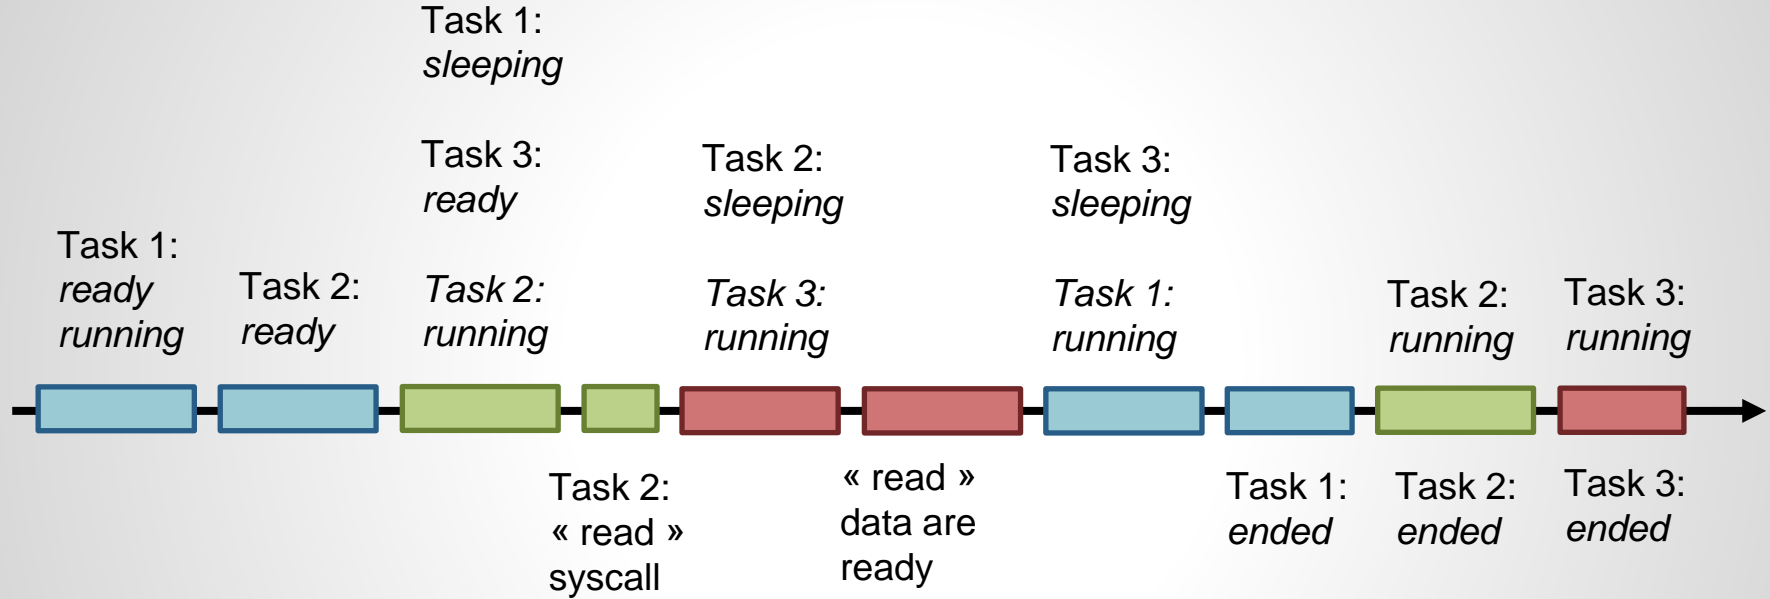 Task 1:
sleeping
Task 3:
ready
Task 2:
sleeping
Task 3:
sleeping
Task 1:
ready
running
Task 2:
ready
Task 2:
running
Task 3:
running
Task 1:
running
Task 2:
running
Task 3:
running
Task 2:
« read »
syscall
« read »
data are
ready
Task 1:
ended
Task 2:
ended
Task 3:
ended